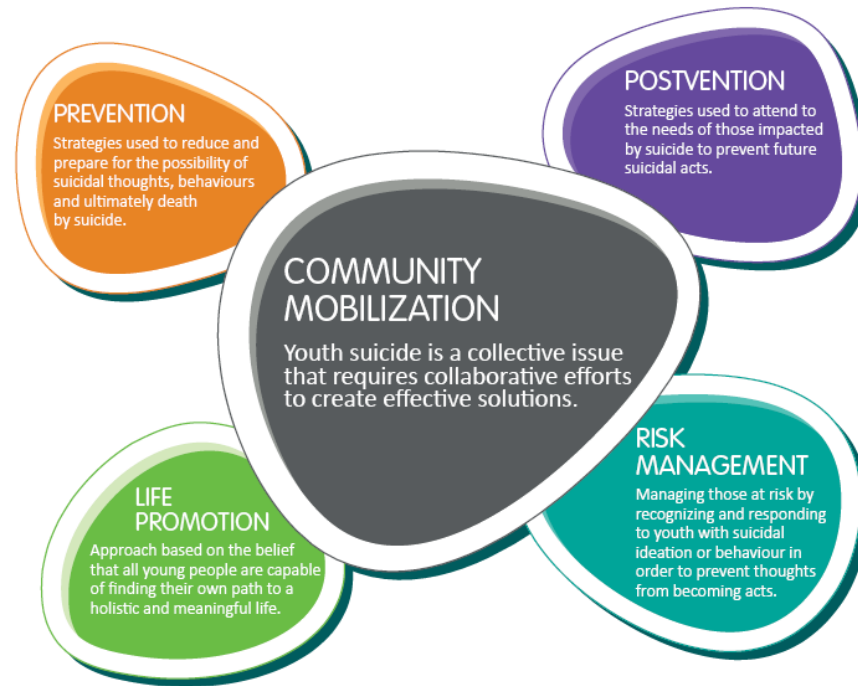 PREVENTION
Strategies used to reduce and
prepare for the possibility of
suicidal thoughts, behaviours
and ultimately death
by suicide.
POSTVENTION
Strategies used to attend to
the needs of those impacted
by suicide to prevent future
suicidal acts.
COMMUNITY
MOBILIZATION
Youth suicide is a collective issue
that requires collaborative efforts
to create effective solutions.
LIFE
PROMOTION
Approach based on the belief
that all young people are capable
of finding their own path to a
holistic and meaningful life.
RISK
MANAGEMENT
Managing those at risk by
recognizing and responding
to youth with suicidal
ideation or behaviour in
order to prevent thoughts
from becoming acts.